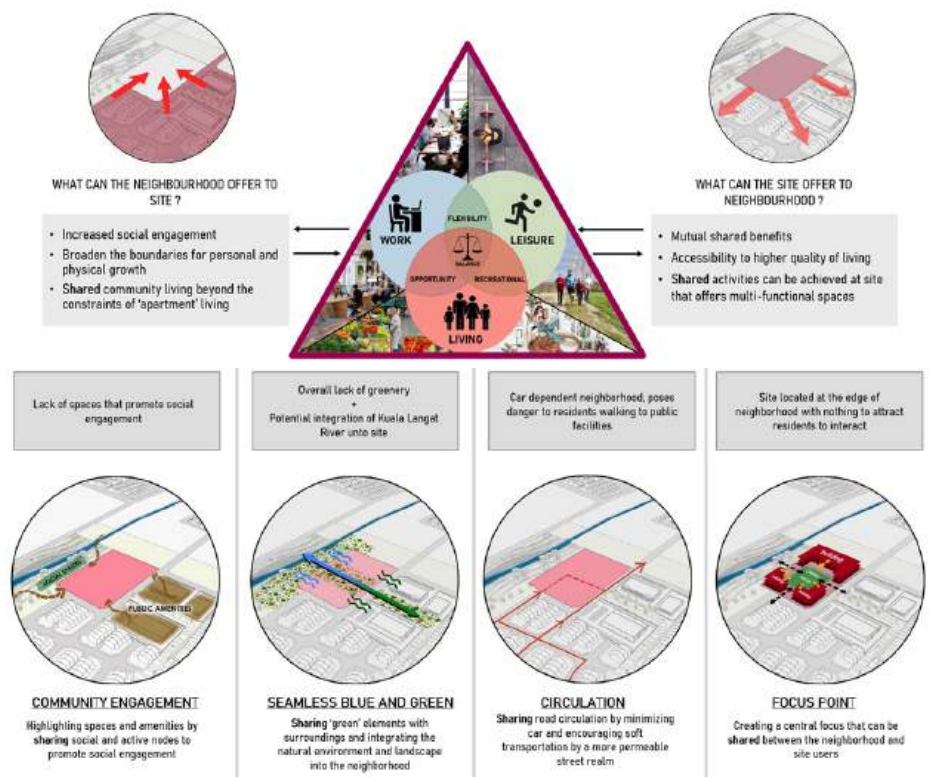 WHAT CAN THE NEIGHBOURHOOD OFFER TO
SITE ?
• Increased social engagement
• Broaden the boundaries for personal and
physical growth
• Shared community living beyond the
constraints of 'apartment' living
WORK
FLEXIBILITY
LEISURE
BALANCE
OPPORTUNITY
RECREATIONAL
LIVING
WHAT CAN THE SITE OFFER TO
NEIGHBOURHOOD ?
• Mutual shared benefits
• Accessibility to higher quality of living
• Shared activities can be achieved at site
that offers multi-functional spaces
Lack of spaces that promote social
engagement
Overall lack of greenery
+
Potential integration of Kuala Langat
River unto site
Car dependent neighborhood, poses
danger to residents walking to public
facilities
Site located at the edge of
neighborhood with nothing to attract
residents to interact
PUBLIC AMENITIES
building
COMMUNITY ENGAGEMENT
Highlighting spaces and amenities by
sharing social and active nodes to
promote social engagement
SEAMLESS BLUE AND GREEN
Sharing 'green' elements with
surroundings and integrating the
natural environment and landscape
into the neighborhood
CIRCULATION
Sharing road circulation by minimizing
car and encouraging soft
transportation by a more permeable
street realm
FOCUS POINT
Creating a central focus that can be
shared between the neighborhood and
site users